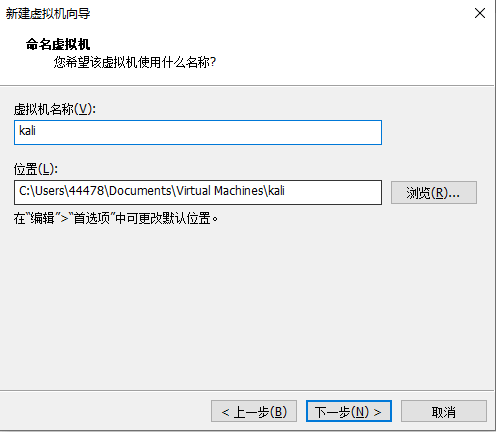 新建虚拟机向导
命名虚拟机
您希望该虚拟机使用什么名称?
虚拟机名称(V):
kali
位置(L):
C:\Users\44478\Documents\Virtual Machines\kali
浏览(R)...
在“编辑”>“首选项”中可更改默认位置。
< 上一步(B)
下一步(N) >
取消